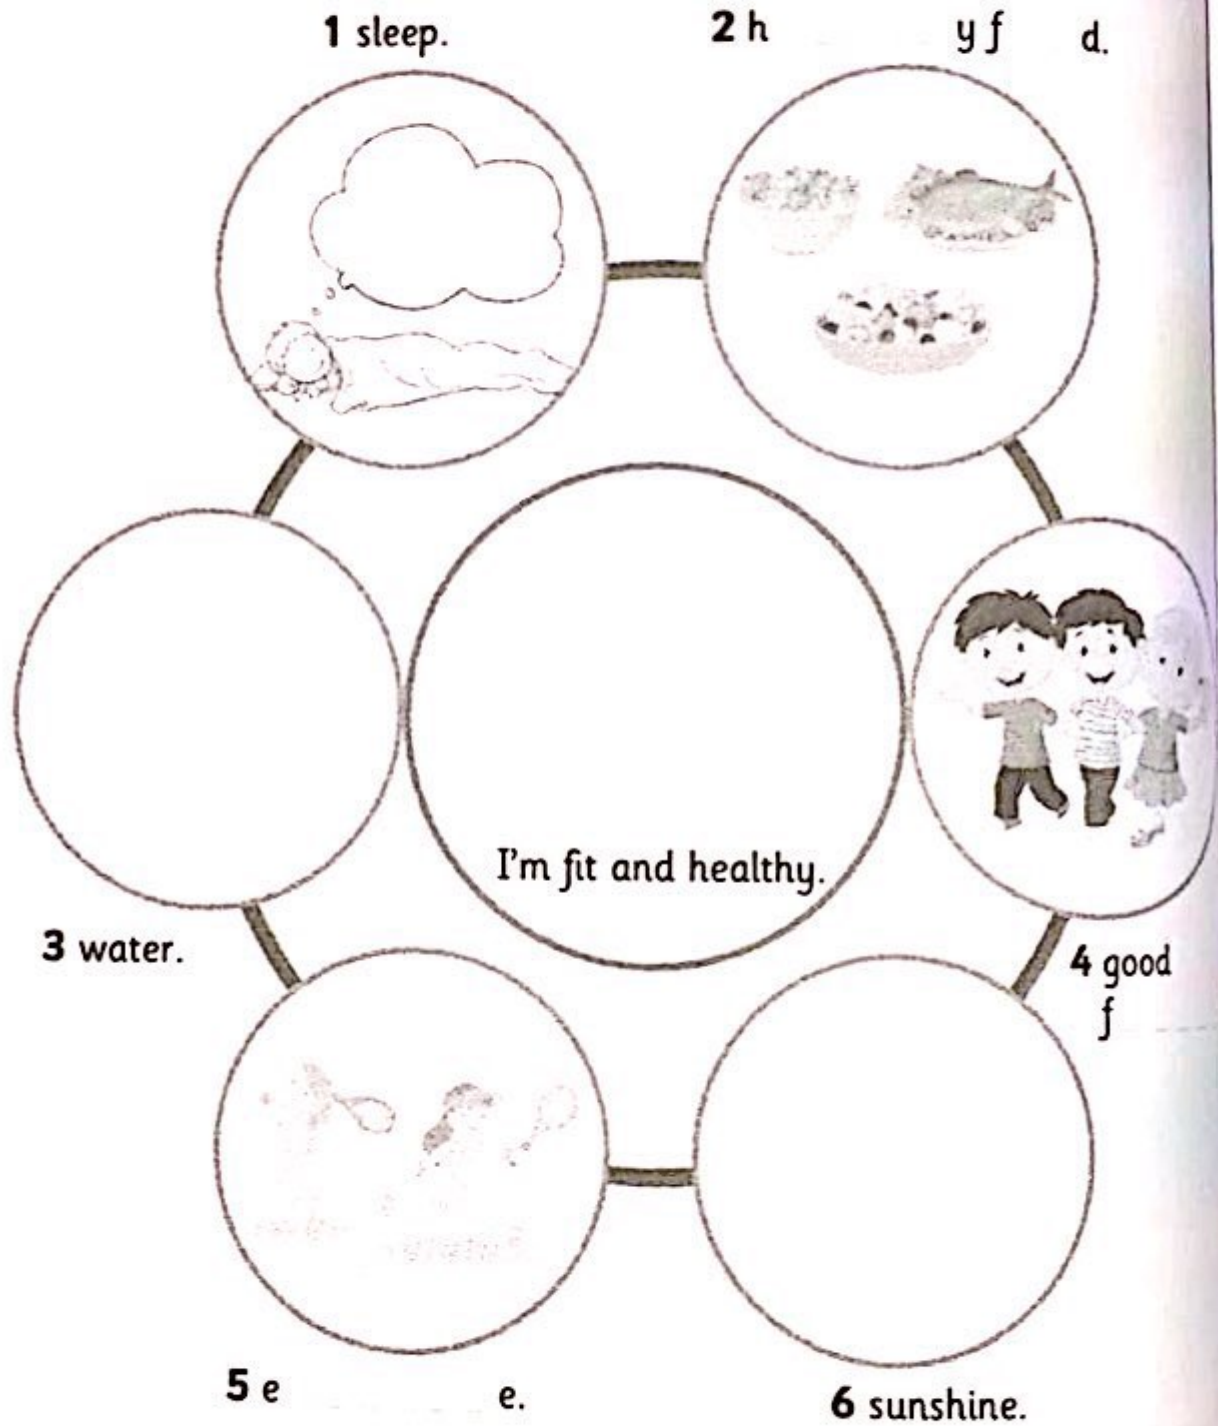 1 sleep.
2 h y f d.
I'm fit and healthy.
3 water.
4 good
f
5 e e.
6 sunshine.